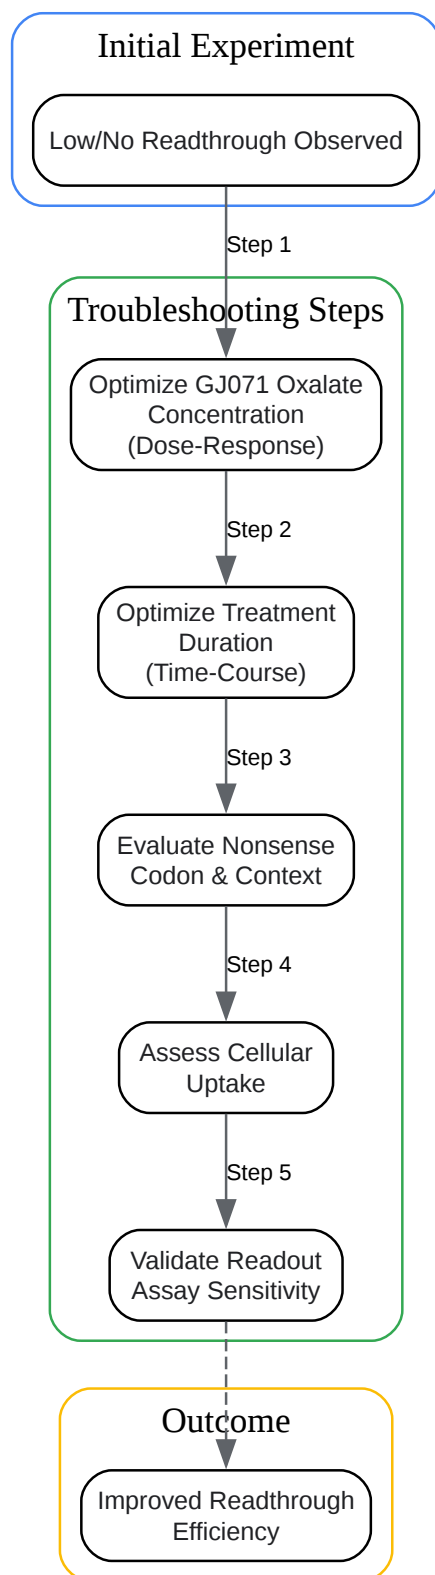 Initial Experiment
Low/No Readthrough Observed
Step 1
Troubleshooting Steps
Optimize GJ071 Oxalate
Concentration
(Dose-Response)
Step 2
Optimize Treatment
Duration
(Time-Course)
Step 3
Evaluate Nonsense
Codon & Context
Step 4
Assess Cellular
Uptake
Step 5
Validate Readout
Assay Sensitivity
Outcome
Improved Readthrough
Efficiency